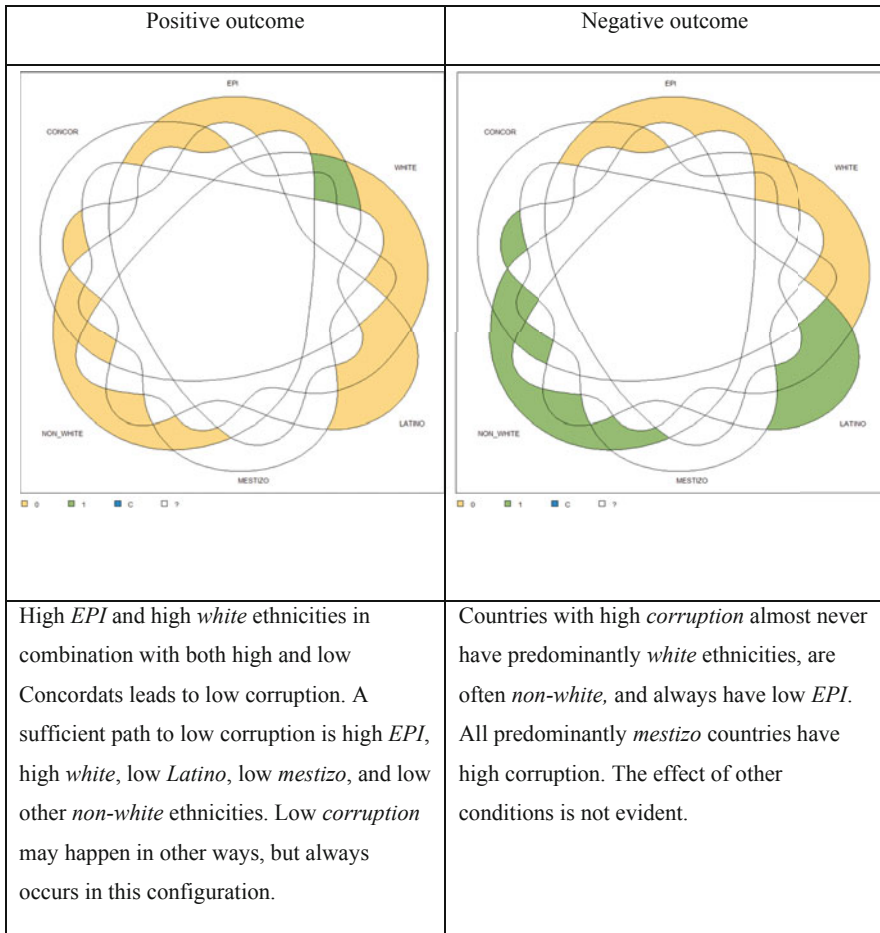 Positive outcome
Negative outcome
EPI
CONCOR
WHITE
LATINO
NON_WHITE
MESTIZO
0 1 C ?
EPI
CONCOR
WHITE
LATINO
NON_WHITE
MESTIZO
0 1 C ?
High EPI and high white ethnicities in
combination with both high and low
Concordats leads to low corruption. A
sufficient path to low corruption is high EPI,
high white, low Latino, low mestizo, and low
other non-white ethnicities. Low corruption
may happen in other ways, but always
occurs in this configuration.
Countries with high corruption almost never
have predominantly white ethnicities, are
often non-white, and always have low EPI.
All predominantly mestizo countries have
high corruption. The effect of other
conditions is not evident.